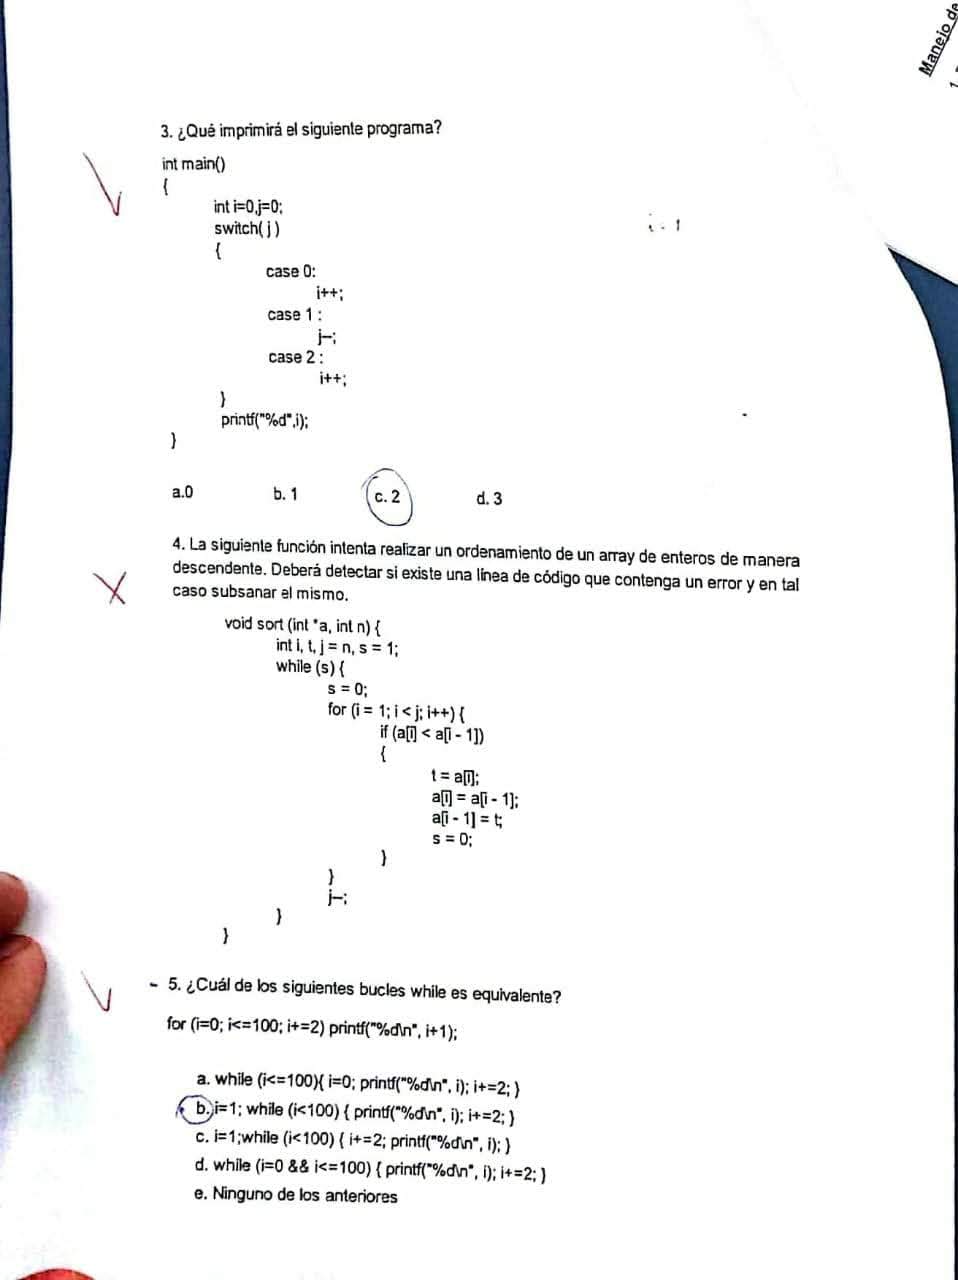 Manejo de
1.
3. ¿Qué imprimirá el siguiente programa?
int main()
{
int i=0,j=0;
switch( j )
{
i = 1
case 0:
i++;
case 1 :
j--;
case 2 :
i++;
}
printf("%d",i);
}
a.0 b. 1 c. 2 d. 3
4. La siguiente función intenta realizar un ordenamiento de un array de enteros de manera
descendente. Deberá detectar si existe una línea de código que contenga un error y en tal
caso subsanar el mismo.
void sort (int *a, int n) {
int i, t, j = n, s = 1;
while (s) {
s = 0;
for (i = 1; i < j; i++) {
if (a[i] < a[i - 1])
{
t = a[i];
a[i] = a[i - 1];
a[i - 1] = t;
s = 0;
}
}
j--;
}
}
- 5. ¿Cuál de los siguientes bucles while es equivalente?
for (i=0; i<=100; i+=2) printf("%d\n", i+1);
a. while (i<=100){ i=0; printf("%d\n", i); i+=2; }
b. i=1; while (i<100) { printf("%d\n", i); i+=2; }
c. i=1;while (i<100) { i+=2; printf("%d\n", i); }
d. while (i=0 && i<=100) { printf("%d\n", i); i+=2; }
e. Ninguno de los anteriores